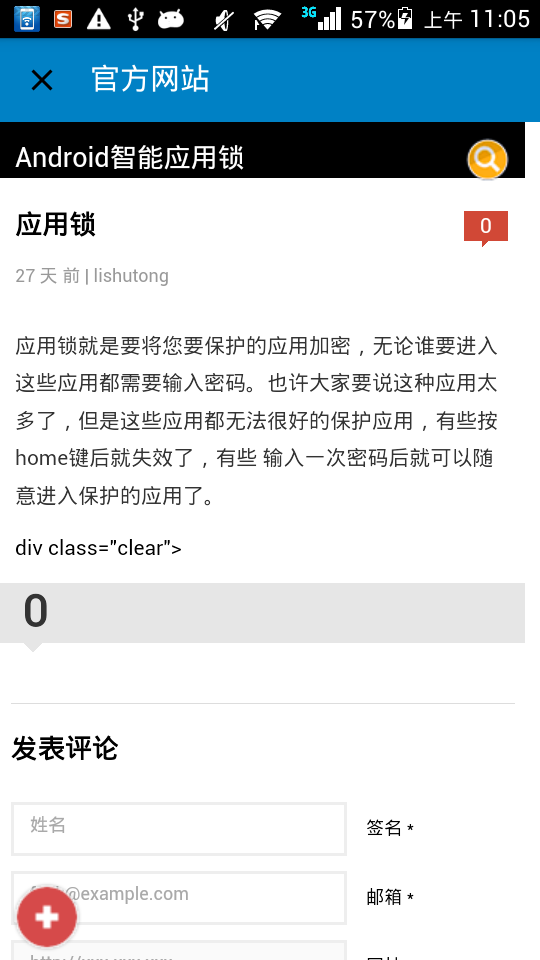 3G 57% 上午 11:05
官方网站
Android智能应用锁
应用锁
0
27 天 前 | lishutong
应用锁就是要将您要保护的应用加密，无论谁要进入
这些应用都需要输入密码。也许大家要说这种应用太
多了，但是这些应用都无法很好的保护应用，有些按
home键后就失效了，有些 输入一次密码后就可以随
意进入保护的应用了。
div class="clear">
0
发表评论
姓名
签名 *
@example.com
邮箱 *